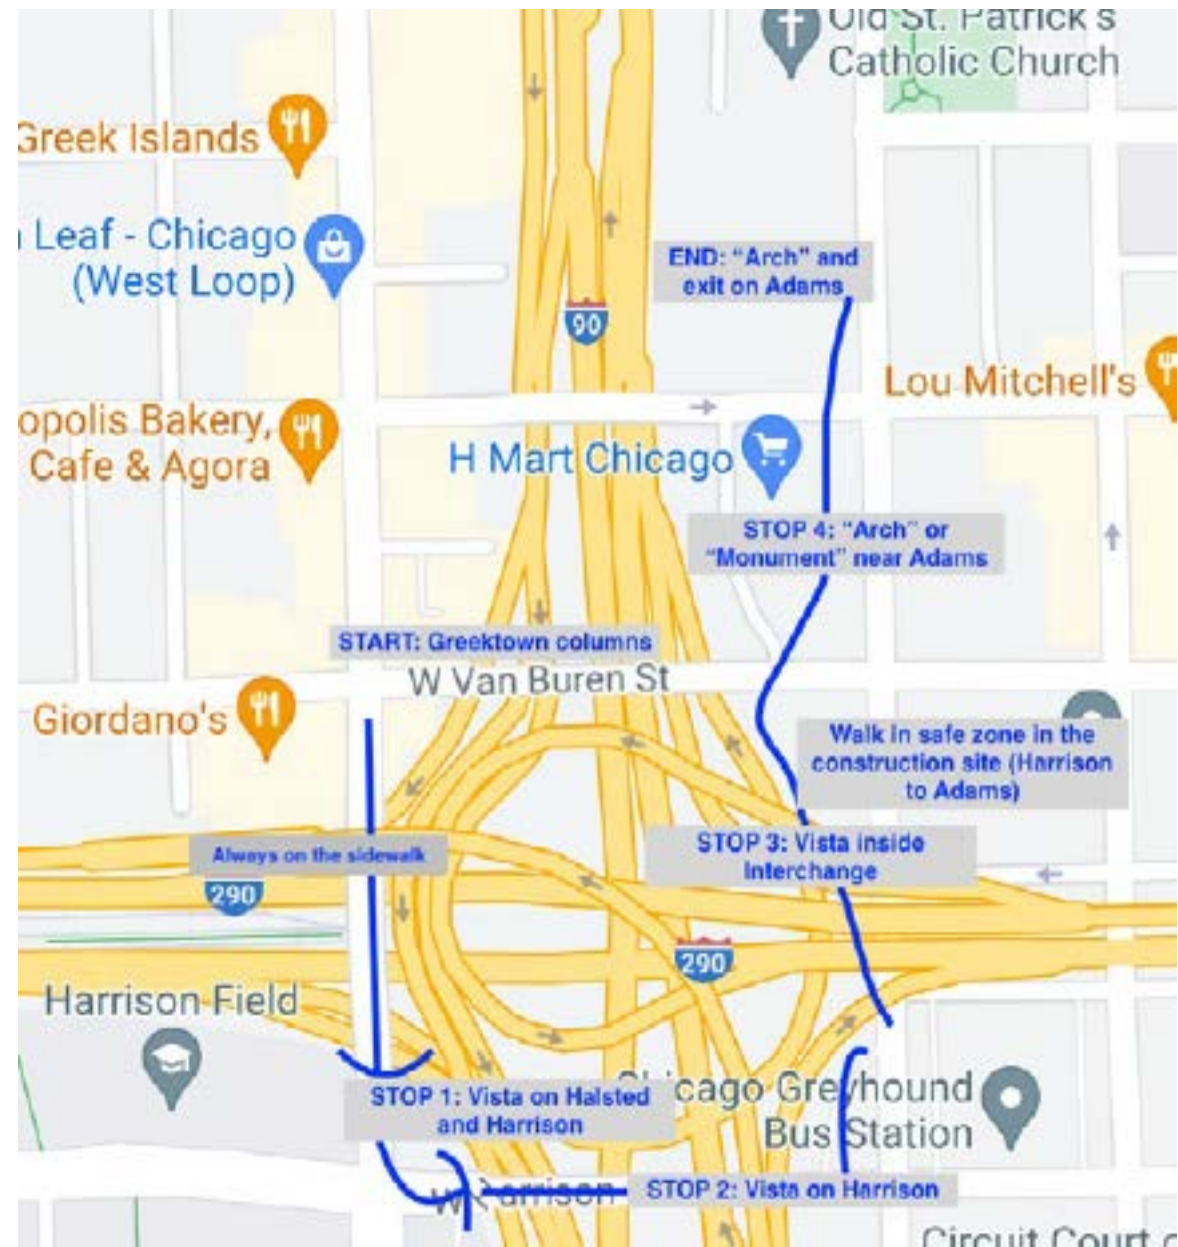 Old St. Patrick's
Catholic Church
Greek Islands
Leaf - Chicago
(West Loop)
END: “Arch” and
exit on Adams
90
Lou Mitchell's
opolis Bakery,
Cafe & Agora
H Mart Chicago
STOP 4: “Arch” or
“Monument” near Adams
START: Greektown columns
W Van Buren St
Giordano's
Walk in safe zone in the
construction site (Harrison
to Adams)
STOP 3: Vista inside
Interchange
Always on the sidewalk
290
290
Harrison Field
STOP 1: Vista on Halsted
and Harrison
cago Greyhound
Bus Station
W Harrison
STOP 2: Vista on Harrison
Circuit Court